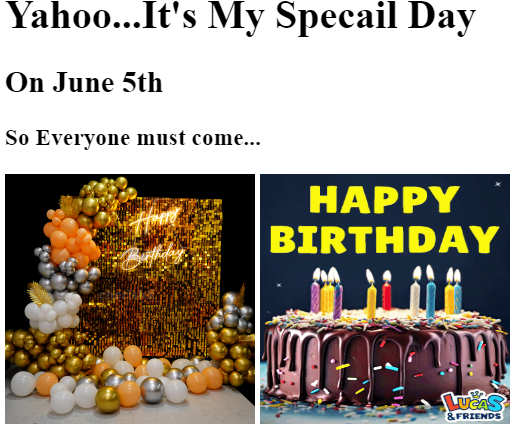 Yahoo...It's My Specail Day
On June 5th
So Everyone must come...
Happy
Birthday
HAPPY
BIRTHDAY
LUCAS
& FRIENDS